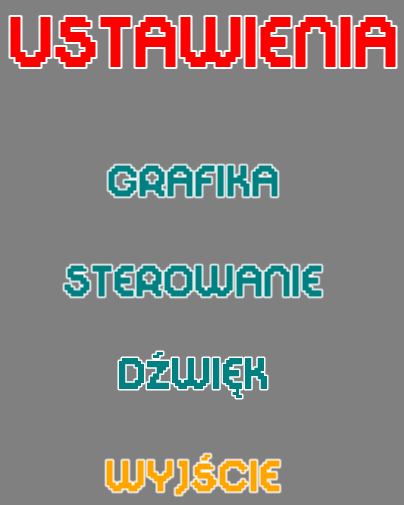 USTAWIENIA
GRAFIKA
STEROWANIE
DŹWIĘK
WYJŚCIE